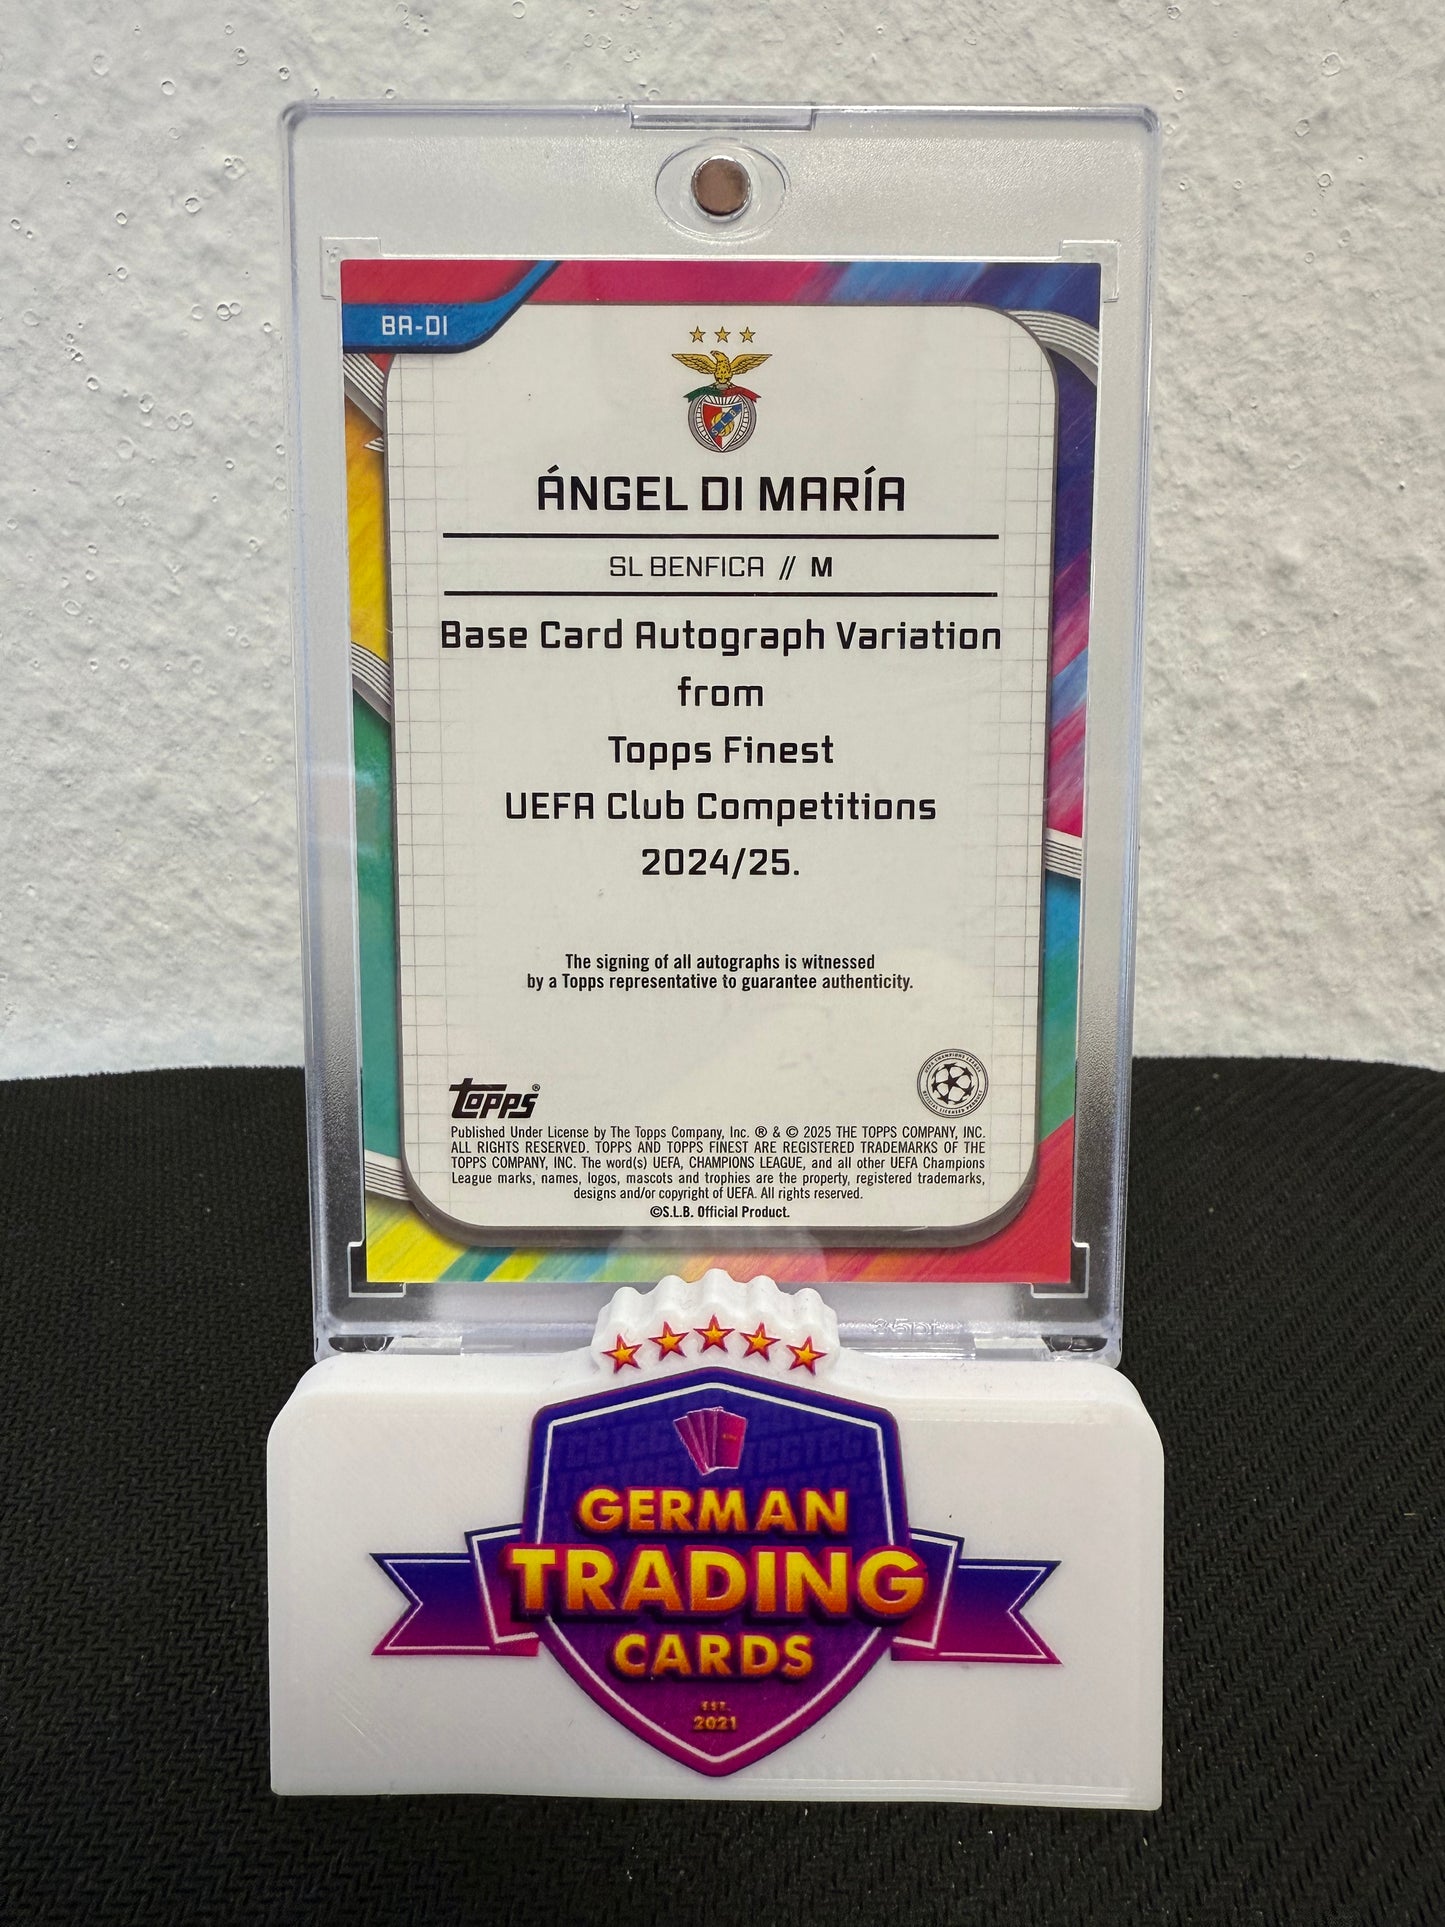 BA-DI
ÁNGEL DI MARÍA
SL BENFICA // M
Base Card Autograph Variation
from
Topps Finest
UEFA Club Competitions
2024/25.
The signing of all autographs is witnessed
by a Topps representative to guarantee authenticity.
topps®
Published Under License by The Topps Company, Inc. ® & © 2025 THE TOPPS COMPANY, INC.
ALL RIGHTS RESERVED. TOPPS AND TOPPS FINEST ARE REGISTERED TRADEMARKS OF THE
TOPPS COMPANY, INC. The word(s) UEFA, CHAMPIONS LEAGUE, and all other UEFA Champions
League marks, names, logos, mascots and trophies are the property, registered trademarks,
designs and/or copyright of UEFA. All rights reserved.
©S.L.B. Official Product.
GERMAN
TRADING
CARDS
EST.
2021